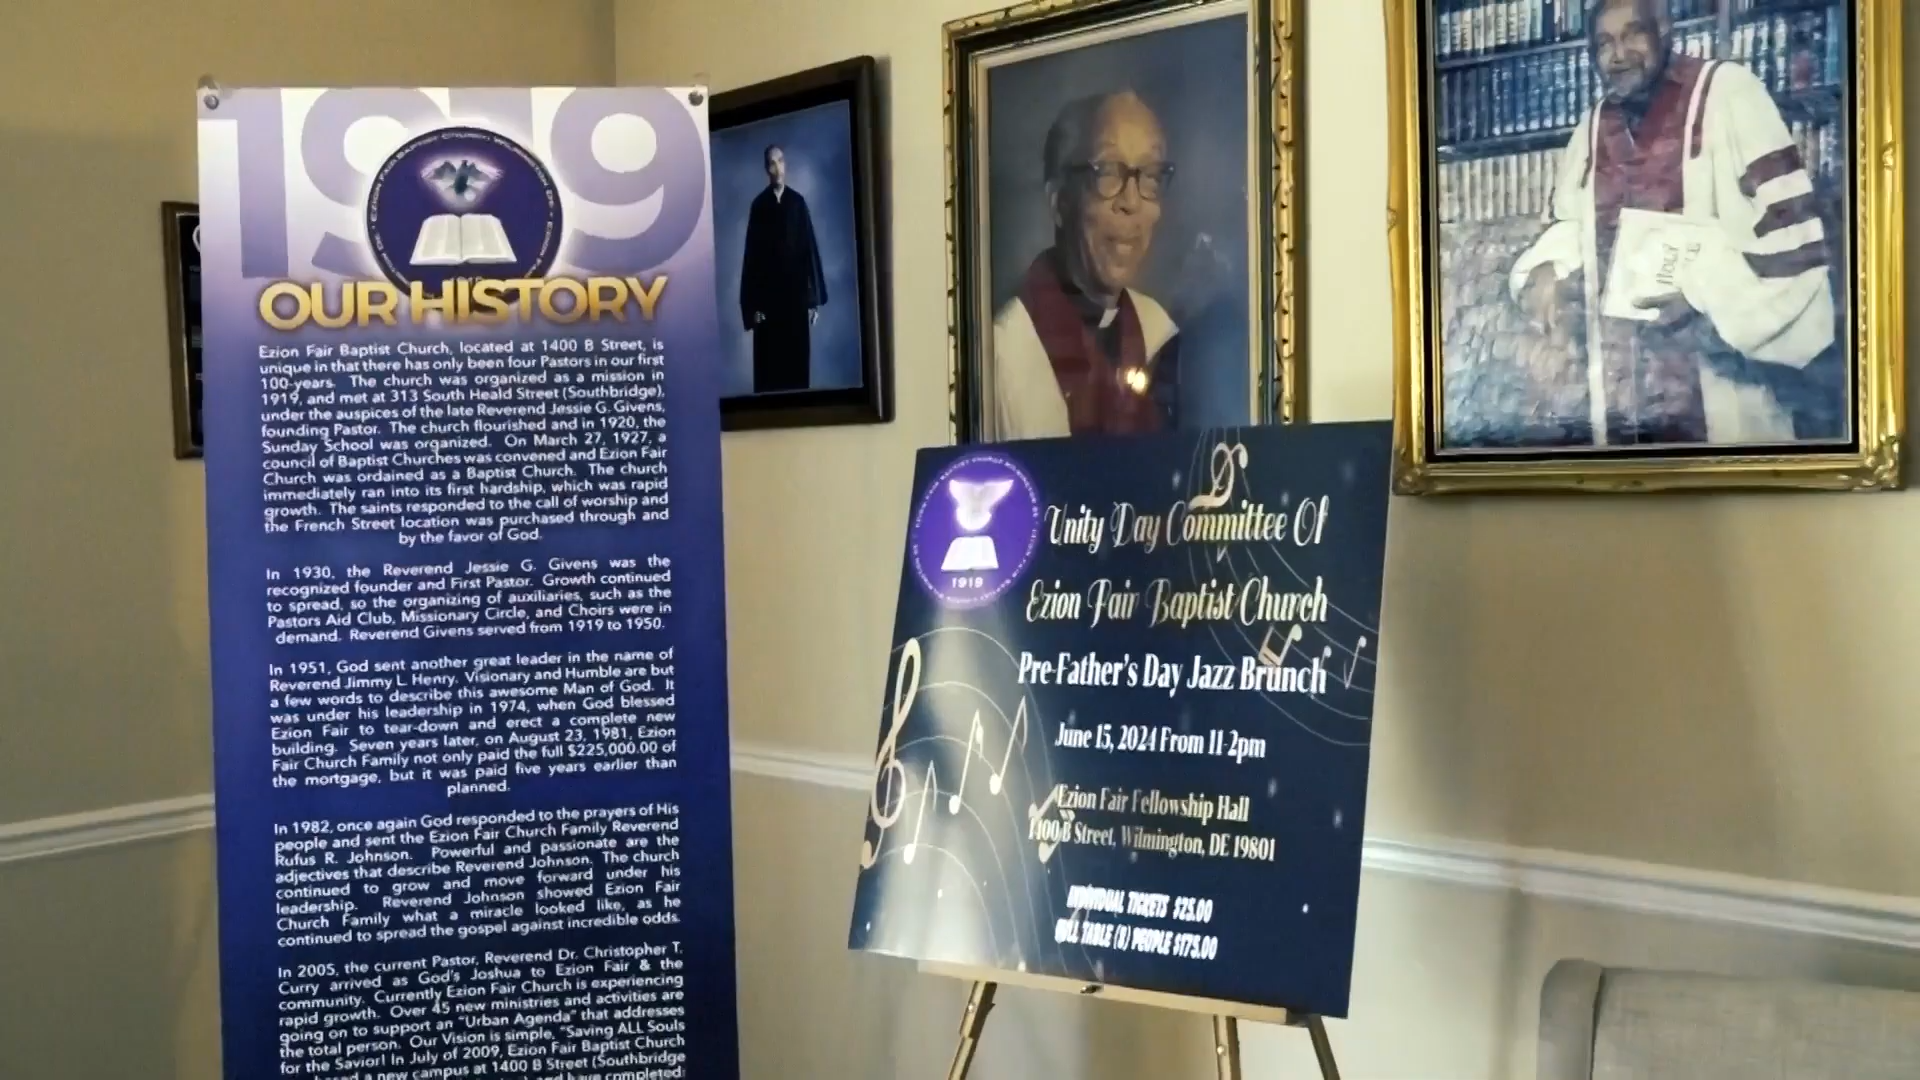 1919
OUR HISTORY
Ezion Fair Baptist Church, located at 1400 B Street, is
unique in that there has only been four Pastors in our first
100-years. The church was organized as a mission in
1919, and met at 313 South Heald Street (Southbridge),
under the auspices of the late Reverend Jessie G. Givens,
founding Pastor. The church flourished and in 1920, the
Sunday School was organized. On March 27, 1927, a
council of Baptist Churches was convened and Ezion Fair
Church was ordained as a Baptist Church. The church
immediately ran into its first hardship, which was rapid
growth. The saints responded to the call of worship and
the French Street location was purchased through and
by the favor of God.
In 1930, the Reverend Jessie G. Givens was the
recognized founder and First Pastor. Growth continued
to spread, so the organizing of auxiliaries, such as the
Pastors Aid Club, Missionary Circle, and Choirs were in
demand. Reverend Givens served from 1919 to 1950.
In 1951, God sent another great leader in the name of
Reverend Jimmy L. Henry. Visionary and Humble are but
a few words to describe this awesome Man of God. It
was under his leadership in 1974, when God blessed
Ezion Fair to tear-down and erect a complete new
building. Seven years later, on August 23, 1981, Ezion
Fair Church Family not only paid the full $225,000.00 of
the mortgage, but it was paid five years earlier than
planned.
In 1982, once again God responded to the prayers of His
people and sent the Ezion Fair Church Family Reverend
Rufus R. Johnson. Powerful and passionate are the
adjectives that describe Reverend Johnson. The church
continued to grow and move forward under his
leadership. Reverend Johnson showed Ezion Fair
Church Family what a miracle looked like, as he
continued to spread the gospel against incredible odds.
In 2005, the current Pastor, Reverend Dr. Christopher T.
Curry arrived as God's Joshua to Ezion Fair & the
community. Currently Ezion Fair Church is experiencing
rapid growth. Over 45 new ministries and activities are
going on to support an "Urban Agenda" that addresses
the total person. Our Vision is simple, "Saving ALL Souls
for the Savior! In July of 2009, Ezion Fair Baptist Church
a new campus at 1400 B Street (Southbridge
and have completed
HOLY
1919
Unity Day Committee Of
Ezion Fair Baptist Church
Pre-Father's Day Jazz Brunch
June 15, 2024 From 11-2pm
Ezion Fair Fellowship Hall
1400 B Street, Wilmington, DE 19801
INDIVIDUAL TICKETS $25.00
FULL TABLE (8) PEOPLE $175.00